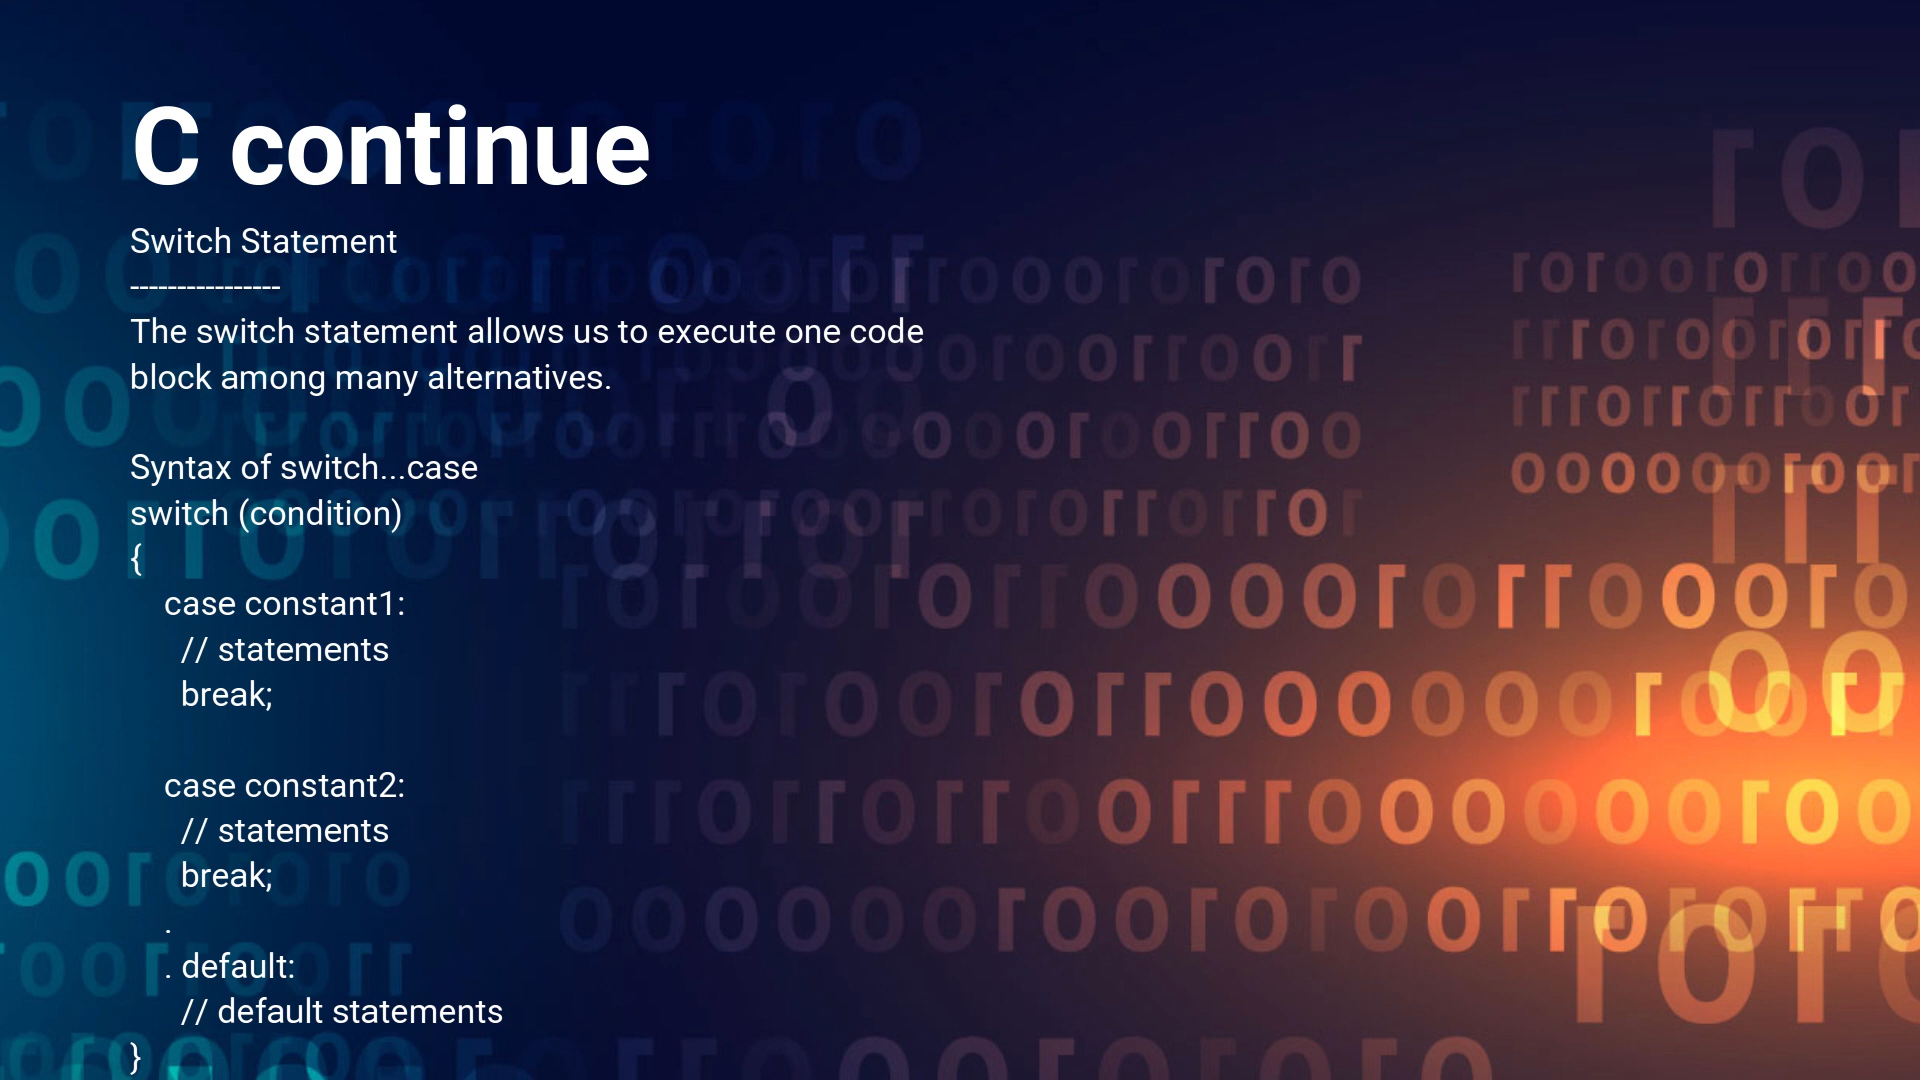 C continue
Switch Statement
----------------
The switch statement allows us to execute one code
block among many alternatives.
Syntax of switch...case
switch (condition)
{
case constant1:
// statements
break;
case constant2:
// statements
break;
.
. default:
// default statements
}